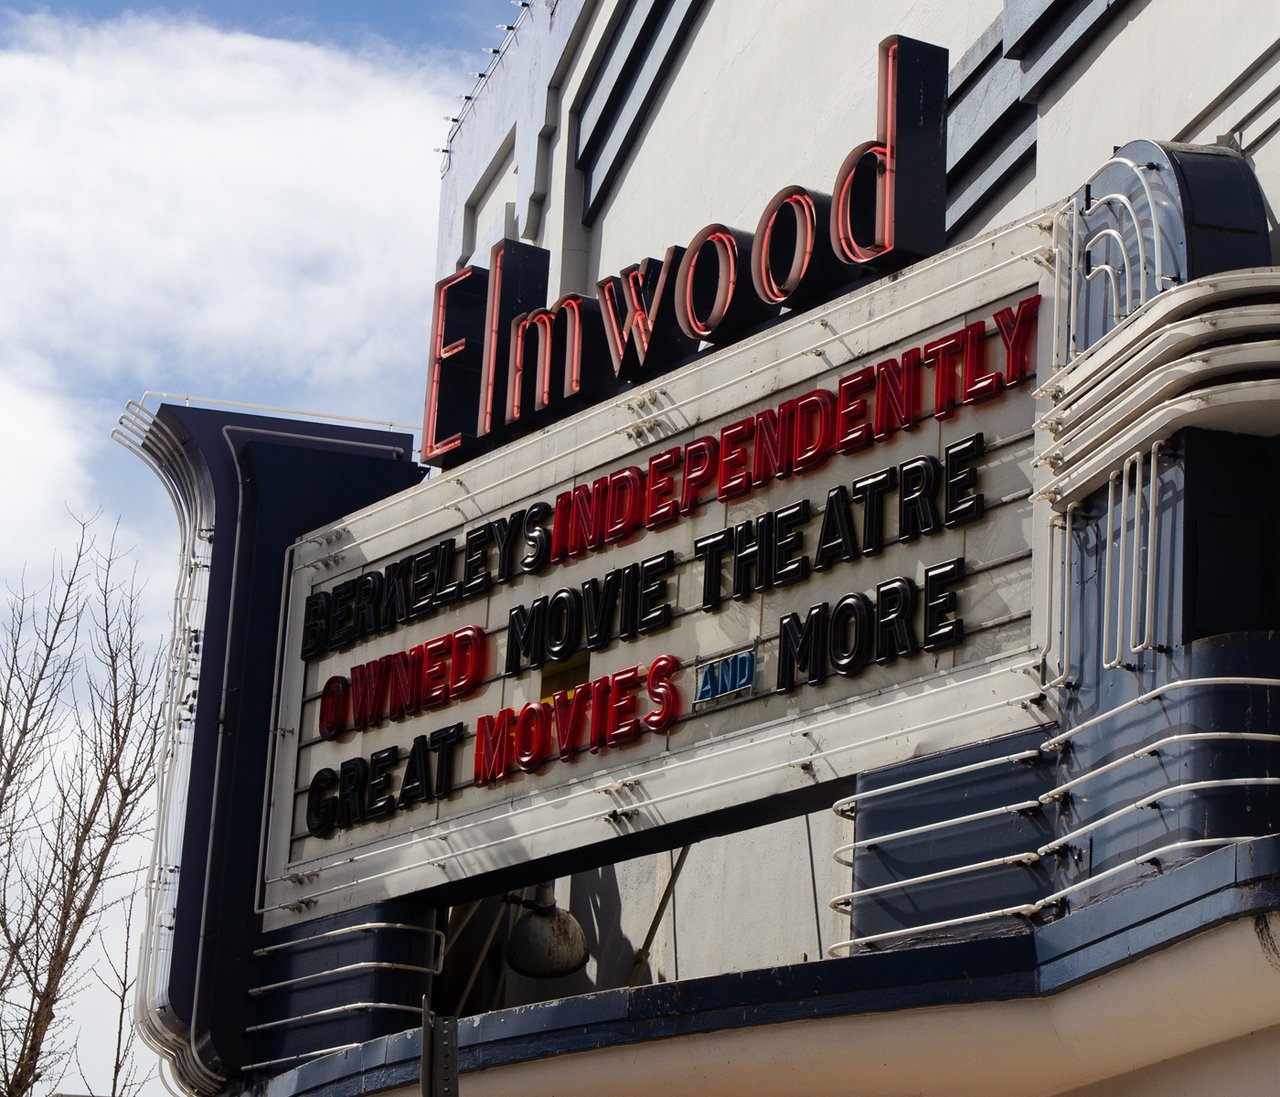 Elmwood
BERKELEYS INDEPENDENTLY
OWNED MOVIE THEATRE
GREAT MOVIES AND MORE